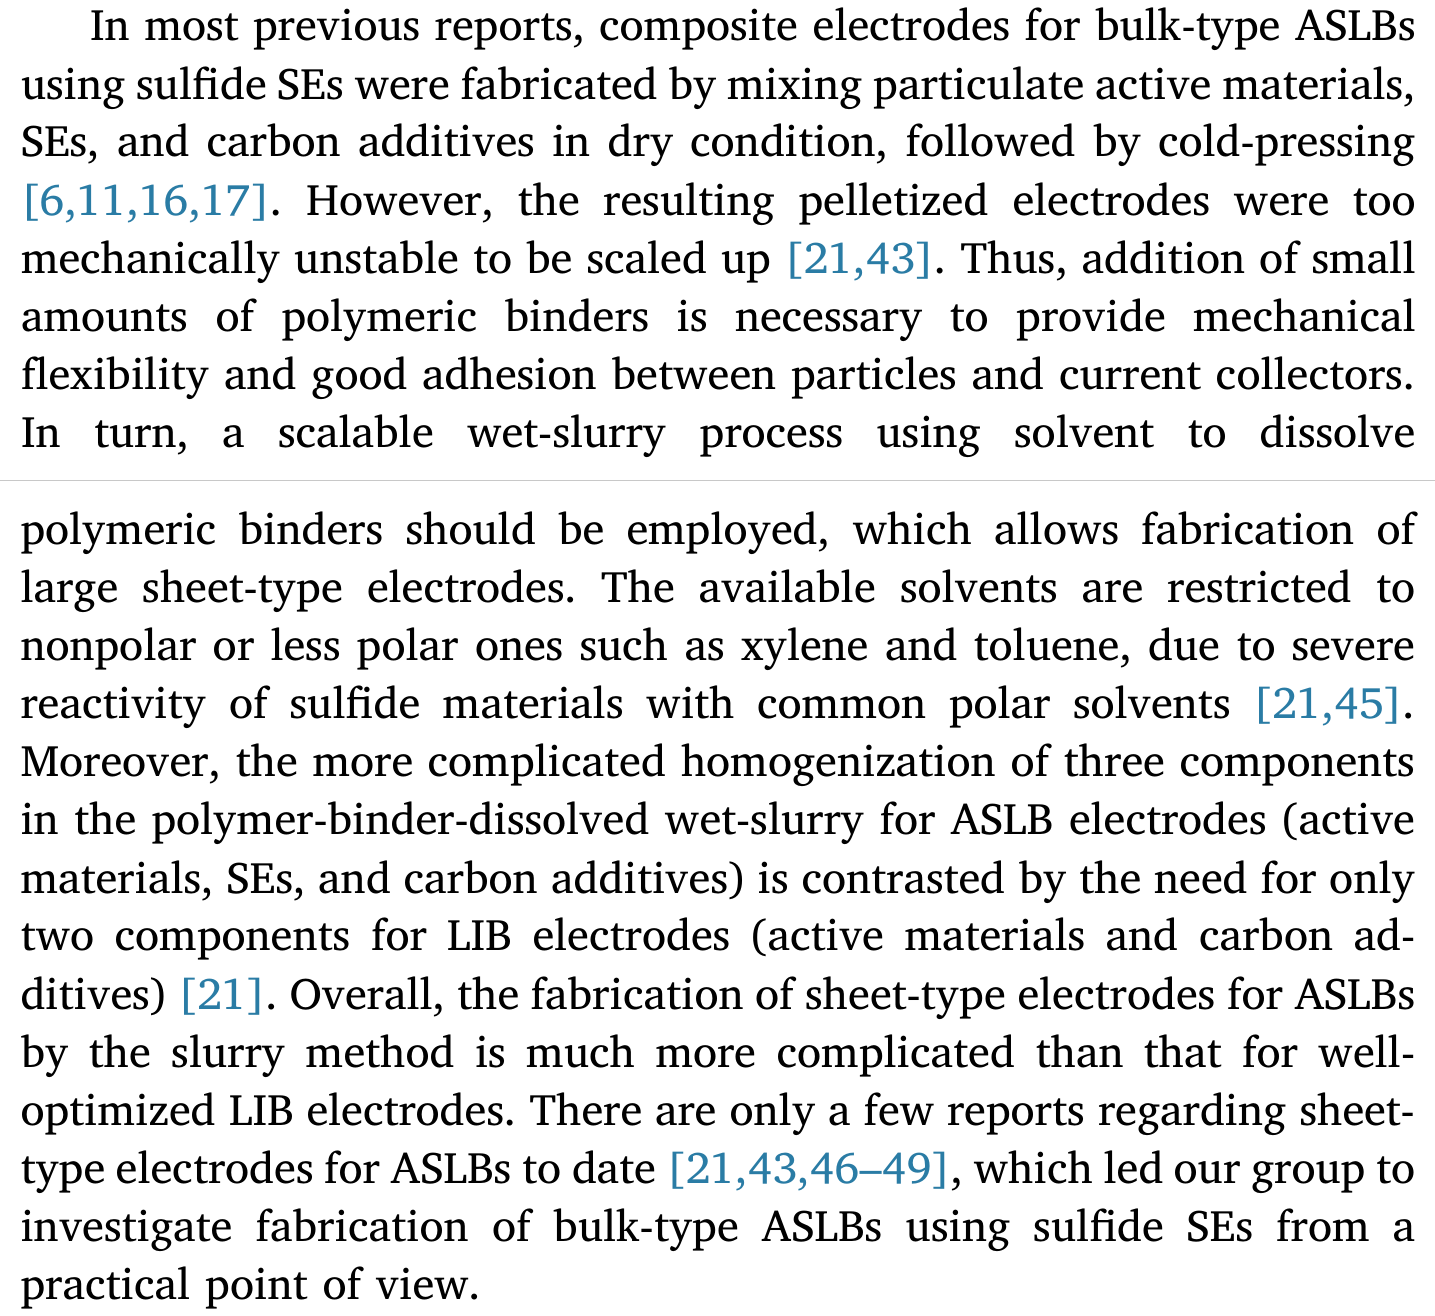 In most previous reports, composite electrodes for bulk-type ASLBs
using sulfide SEs were fabricated by mixing particulate active materials,
SEs, and carbon additives in dry condition, followed by cold-pressing
[6,11,16,17]. However, the resulting pelletized electrodes were too
mechanically unstable to be scaled up [21,43]. Thus, addition of small
amounts of polymeric binders is necessary to provide mechanical
flexibility and good adhesion between particles and current collectors.
In turn, a scalable wet-slurry process using solvent to dissolve
polymeric binders should be employed, which allows fabrication of
large sheet-type electrodes. The available solvents are restricted to
nonpolar or less polar ones such as xylene and toluene, due to severe
reactivity of sulfide materials with common polar solvents [21,45].
Moreover, the more complicated homogenization of three components
in the polymer-binder-dissolved wet-slurry for ASLB electrodes (active
materials, SEs, and carbon additives) is contrasted by the need for only
two components for LIB electrodes (active materials and carbon ad-
ditives) [21]. Overall, the fabrication of sheet-type electrodes for ASLBs
by the slurry method is much more complicated than that for well-
optimized LIB electrodes. There are only a few reports regarding sheet-
type electrodes for ASLBs to date [21,43,46–49], which led our group to
investigate fabrication of bulk-type ASLBs using sulfide SEs from a
practical point of view.